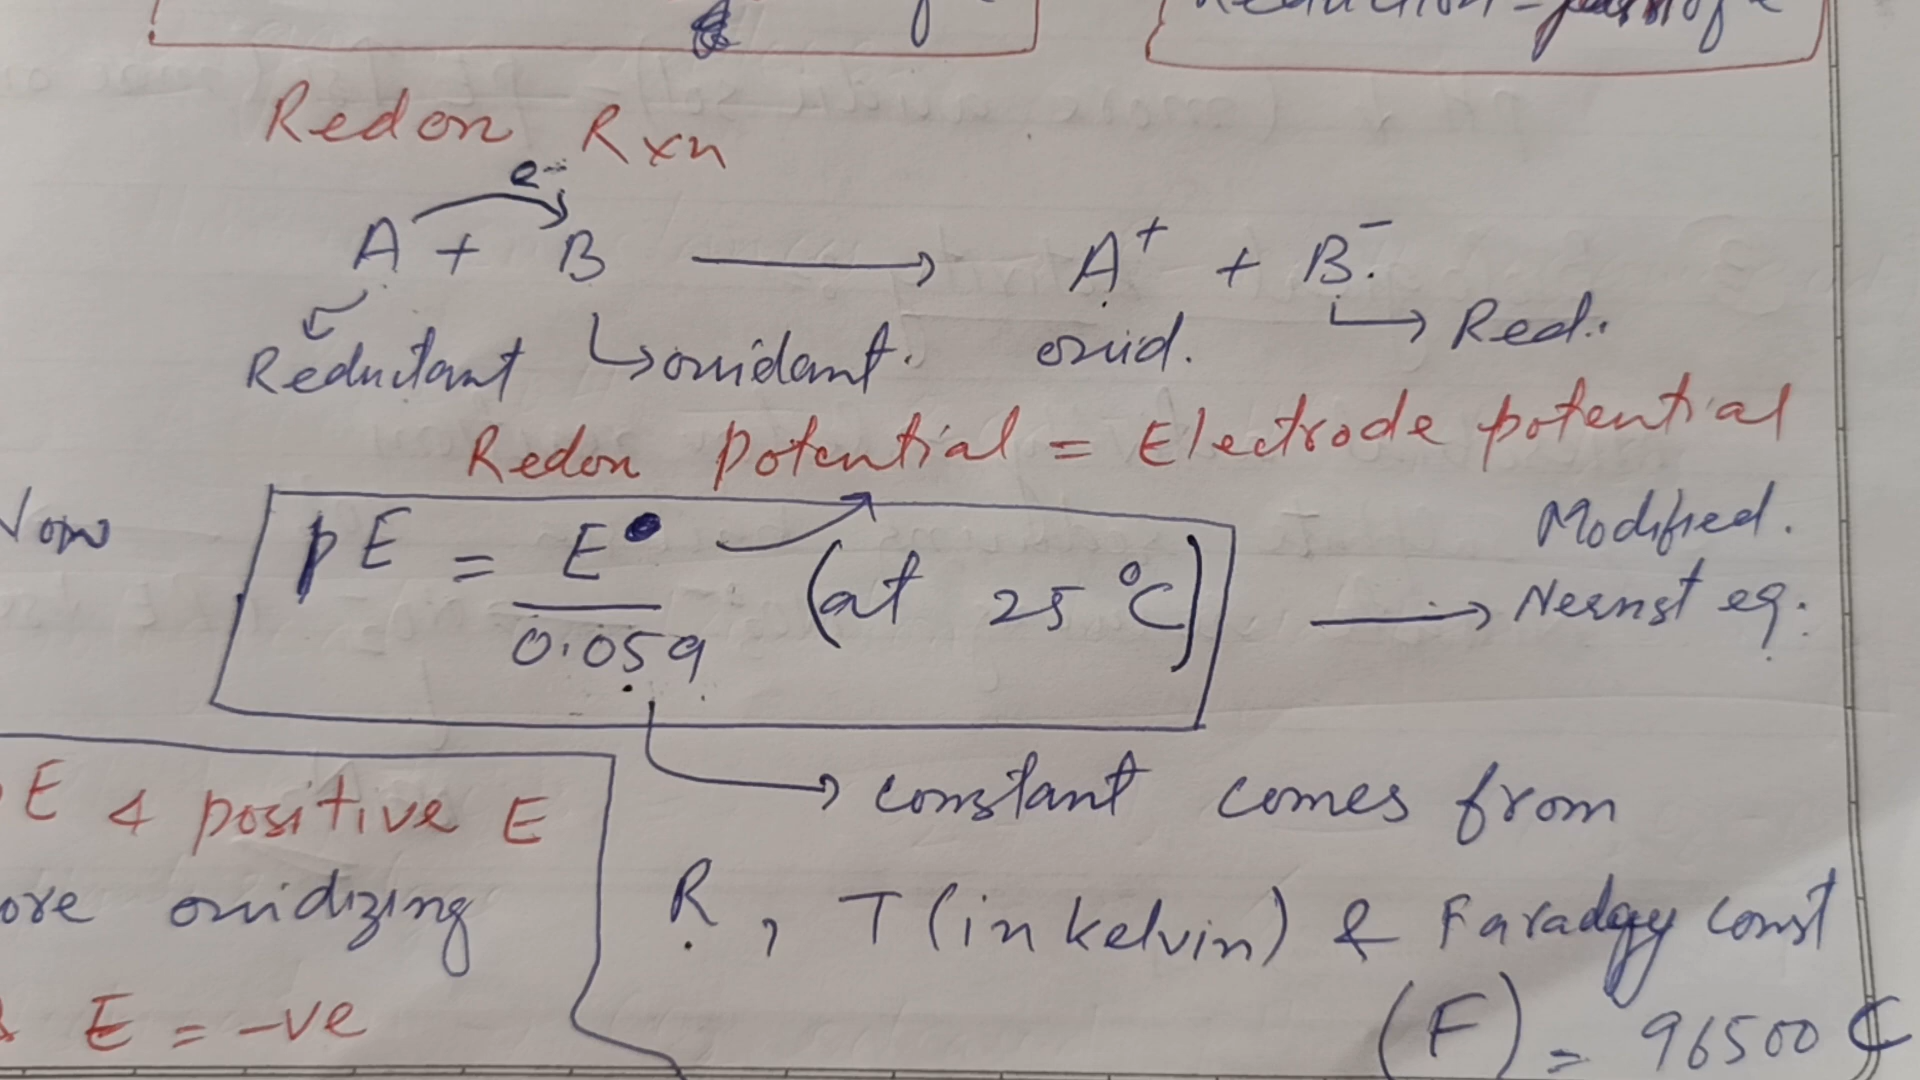 Reduction -
Redox Rxn
e-
A + B → A⁺ + B⁻.
Reductant ↳oxidant. oxid. → Red.
Redox Potential = Electrode potential
Now pE = E / 0.059 (at 25°C) → Modified. Nernst eq.
→ constant comes from
E & positive E
R, T (in kelvin) & Faraday const
oxidizing
(F) = 96500 C
E = -ve